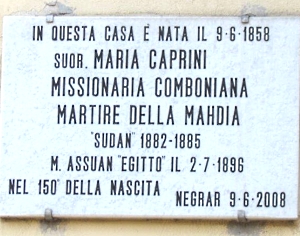 IN QUESTA CASA È NATA IL 9-6-1858
SUOR. MARIA CAPRINI
MISSIONARIA COMBONIANA
MARTIRE DELLA MAHDIA
"SUDAN" 1882-1885
M. ASSUAN "EGITTO" IL 2-7-1896
NEL 150° DELLA NASCITA
NEGRAR 9-6-2008